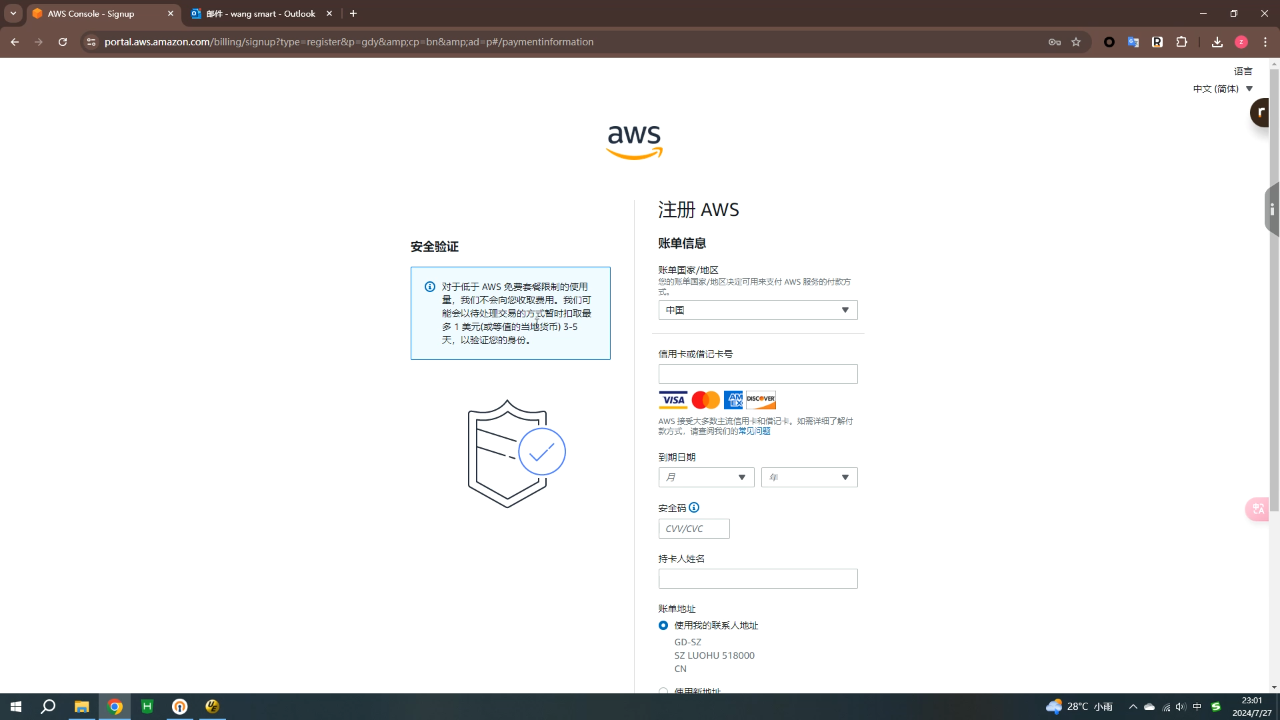 AWS Console - Signup
邮件 - wang smart - Outlook
portal.aws.amazon.com/billing/signup?type=register&p=gdy&amp;cp=bn&amp;ad=p#/paymentinformation
语言
中文 (简体)
aws
注册 AWS
安全验证
对于低于 AWS 免费套餐限制的使用
量，我们不会向您收取费用。我们可
能会以待处理交易的方式暂时扣取最
多 1 美元(或等值的当地货币) 3-5
天，以验证您的身份。
账单信息
账单国家/地区
您的账单国家/地区决定可用来支付 AWS 服务的付款方
式。
中国
信用卡或借记卡号
VISA
AM
EX
DISCOVER
AWS 接受大多数主流信用卡和借记卡。如需详细了解付
款方式，请查阅我们的常见问题
到期日期
月
年
安全码
CVV/CVC
持卡人姓名
账单地址
使用我的联系人地址
GD-SZ
SZ LUOHU 518000
CN
使用新地址
28°C 小雨
中
23:01
2024/7/27